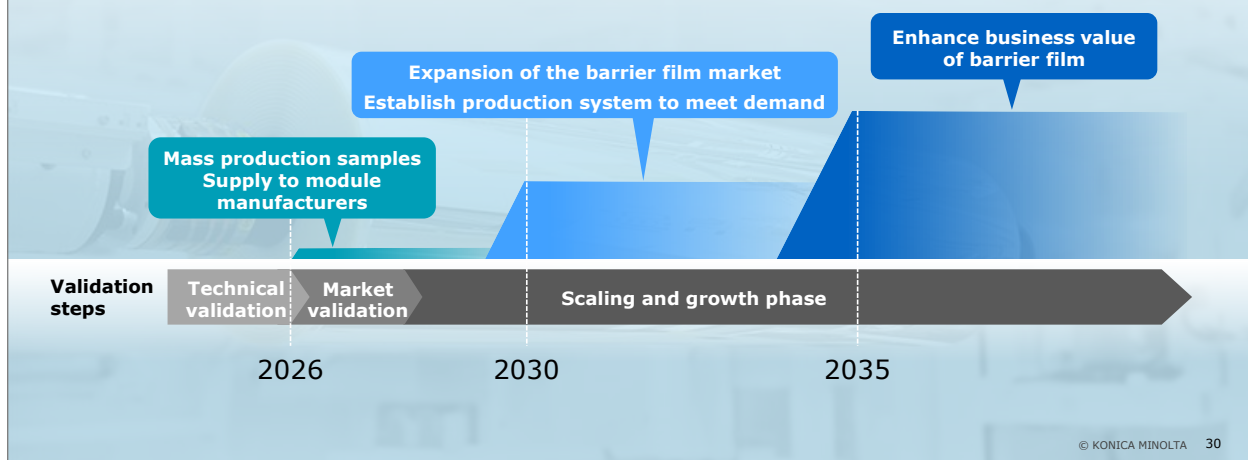 Enhance business value
of barrier film
Expansion of the barrier film market
Establish production system to meet demand
Mass production samples
Supply to module
manufacturers
Validation
steps
Technical
validation
Market
validation
Scaling and growth phase
2026
2030
2035
© KONICA MINOLTA 30